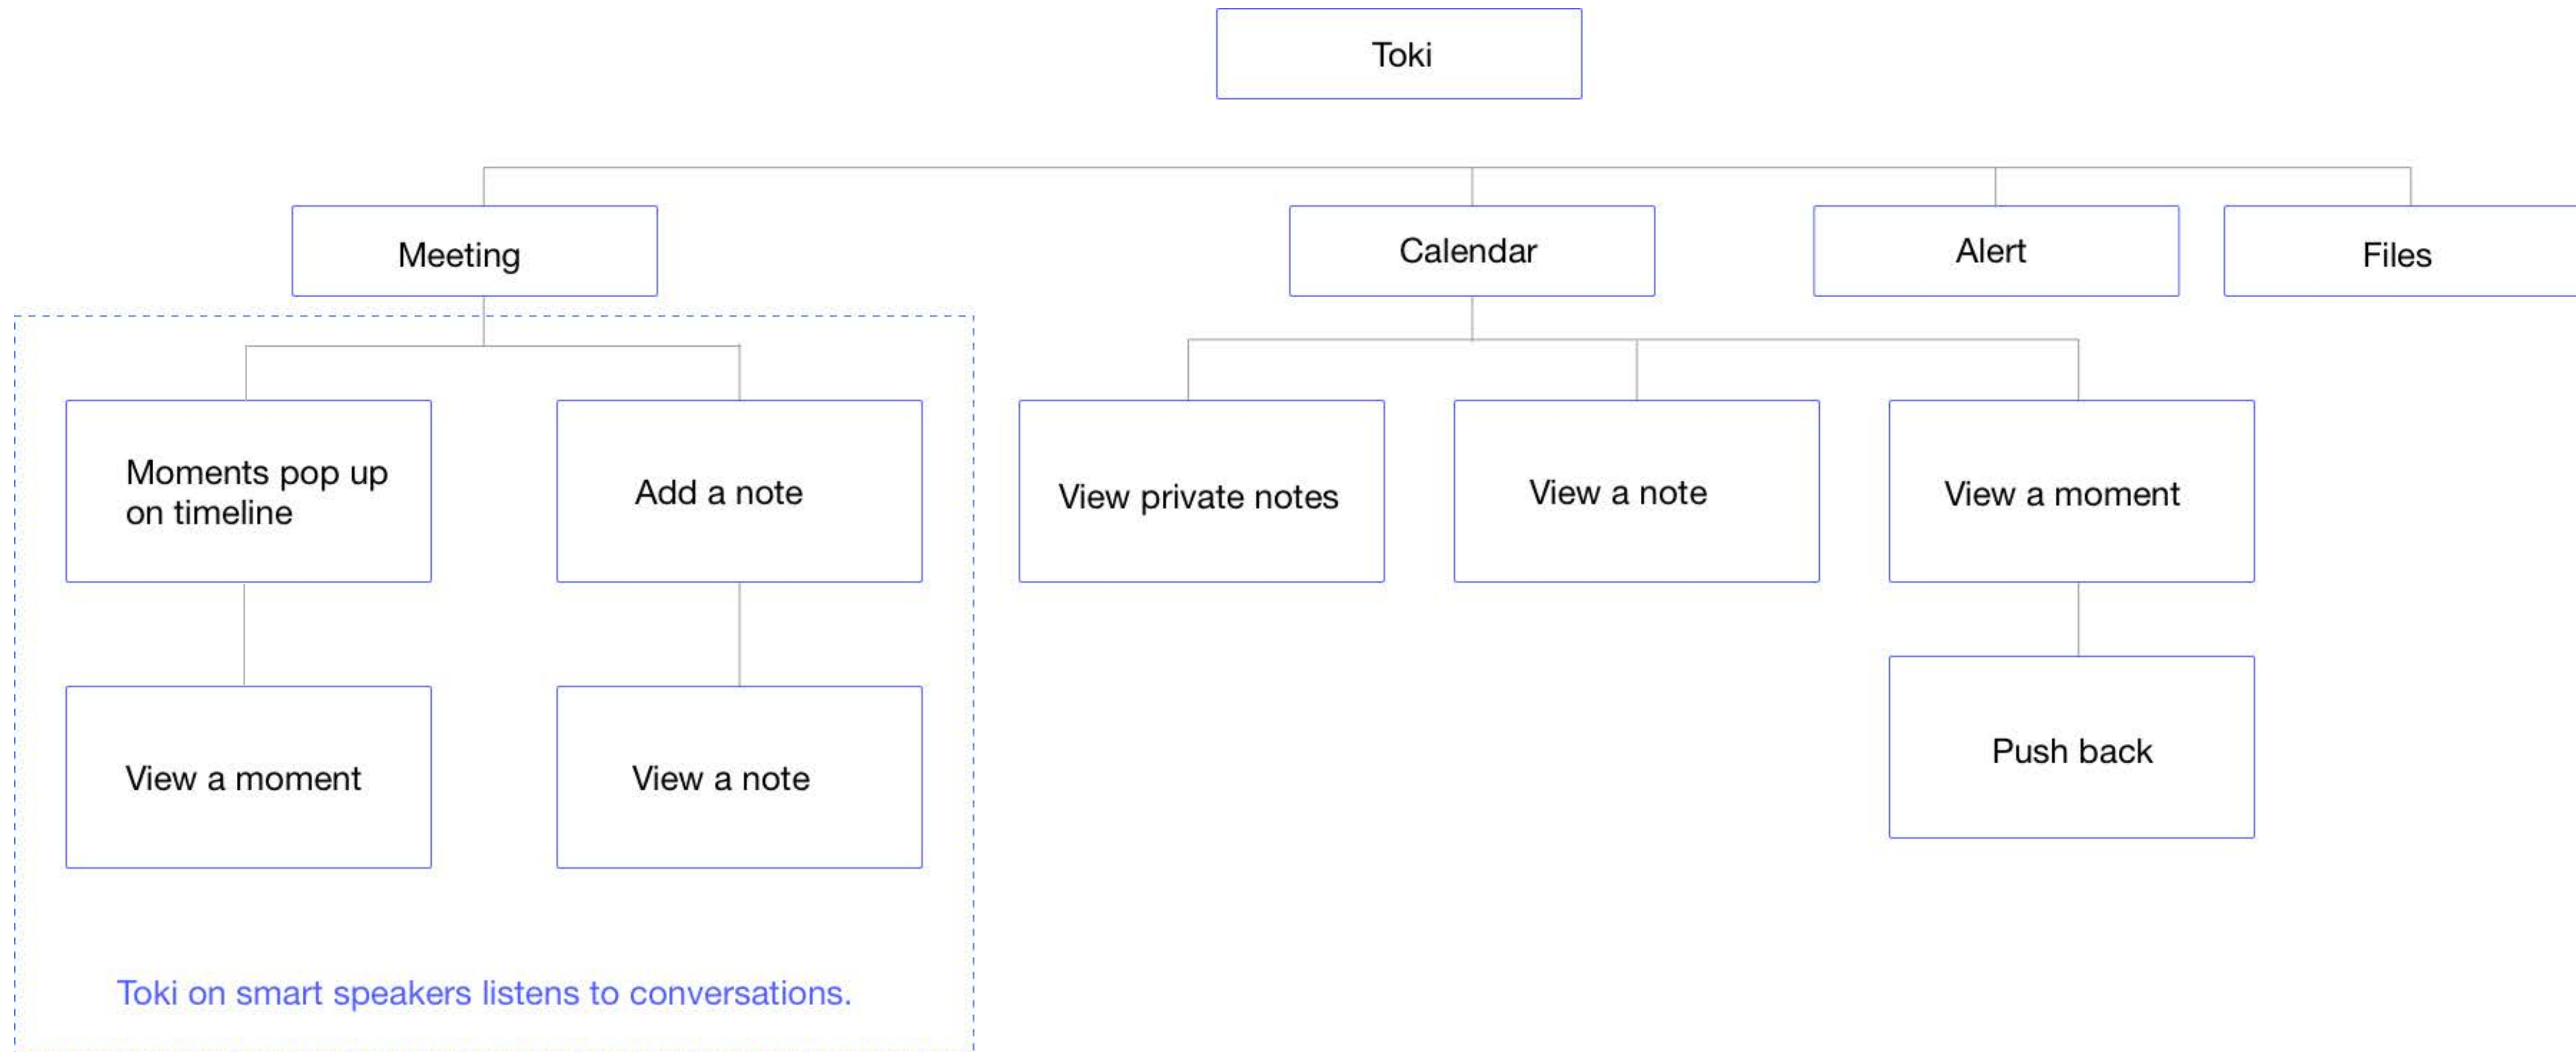 Toki
Meeting
Calendar
Alert
Files
Moments pop up
on timeline
Add a note
View private notes
View a note
View a moment
View a moment
View a note
Push back
Toki on smart speakers listens to conversations.